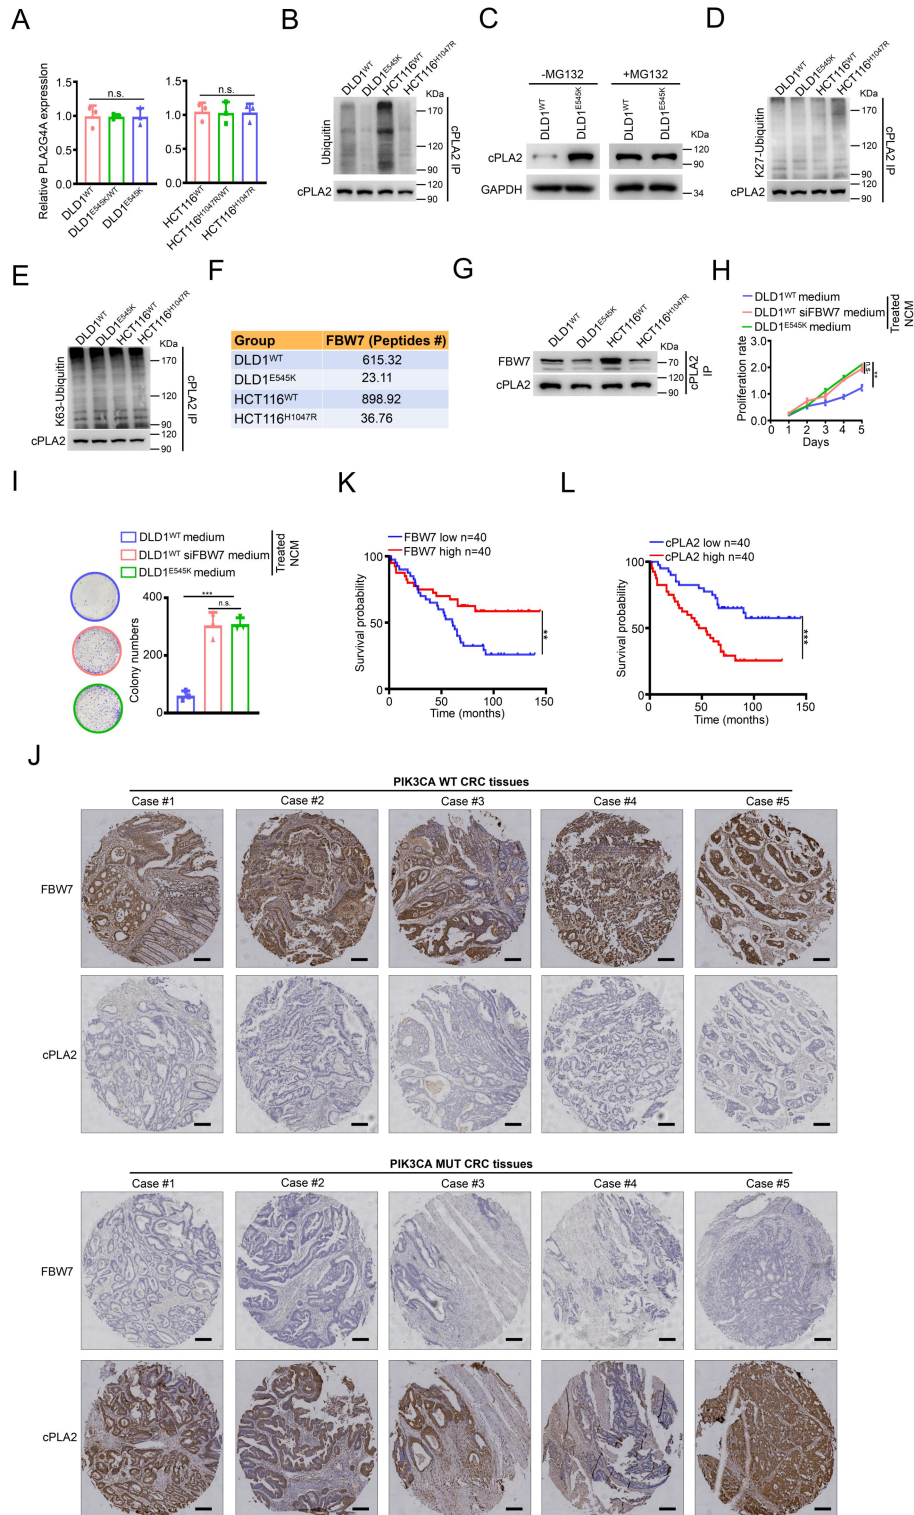 A
Relative PLA2G4A expression
n.s.
n.s.
1.5
1.0
0.5
0.0
1.5
1.0
0.5
0.0
DLD1WT
DLD1E545K/WT
DLD1E545K
HCT116WT
HCT116H1047R/WT
HCT116H1047R
B
DLD1WT
DLD1E545K
HCT116WT
HCT116H1047R
KDa
170
90
120
90
Ubiquitin
cPLA2
cPLA2 IP
C
-MG132
+MG132
DLD1WT
DLD1E545K
DLD1WT
DLD1E545K
KDa
cPLA2
120
90
GAPDH
34
D
DLD1WT
DLD1E545K
HCT116WT
HCT116H1047R
KDa
170
90
120
90
K27-Ubiquitin
cPLA2
cPLA2 IP
E
DLD1WT
DLD1E545K
HCT116WT
HCT116H1047R
KDa
170
90
120
90
K63-Ubiquitin
cPLA2
cPLA2 IP
F
Group FBW7 (Peptides #)
DLD1WT 615.32
DLD1E545K 23.11
HCT116WT 898.92
HCT116H1047R 36.76
G
DLD1WT
DLD1E545K
HCT116WT
HCT116H1047R
KDa
FBW7
70
cPLA2
120
90
cPLA2 IP
H
DLD1WT medium
DLD1WT siFBW7 medium
DLD1E545K medium
Treated NCM
Proliferation rate
3.0
2.0
1.0
0.0
0 1 2 3 4 5
Days
n.s.
**
I
DLD1WT medium
DLD1WT siFBW7 medium
DLD1E545K medium
Treated NCM
Colony numbers
400
200
0
***
n.s.
K
FBW7 low n=40
FBW7 high n=40
Survival probability
100
50
0
0 50 100 150
Time (months)
**
L
cPLA2 low n=40
cPLA2 high n=40
Survival probability
100
50
0
0 50 100 150
Time (months)
***
J
PIK3CA WT CRC tissues
Case #1 Case #2 Case #3 Case #4 Case #5
FBW7
cPLA2
PIK3CA MUT CRC tissues
Case #1 Case #2 Case #3 Case #4 Case #5
FBW7
cPLA2